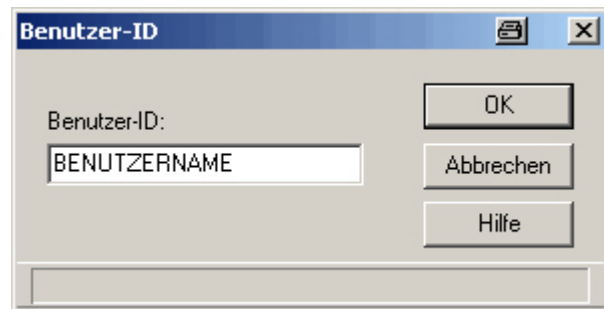 Benutzer-ID
Benutzer-ID:
BENUTZERNAME
OK
Abbrechen
Hilfe